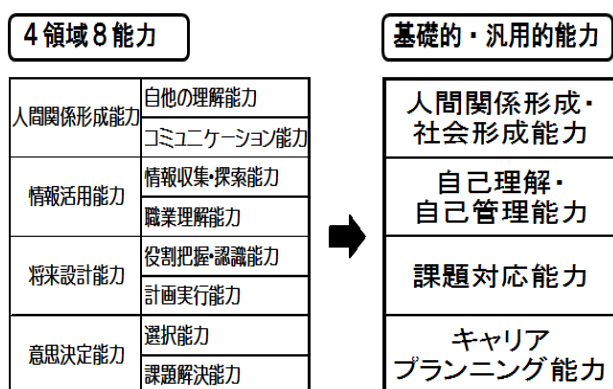 4領域8能力
基礎的・汎用的能力
人間関係形成能力
自他の理解能力
コミュニケーション能力
情報活用能力
情報収集・探索能力
職業理解能力
将来設計能力
役割把握・認識能力
計画実行能力
意思決定能力
選択能力
課題解決能力
人間関係形成・
社会形成能力
自己理解・
自己管理能力
課題対応能力
キャリア
プランニング能力